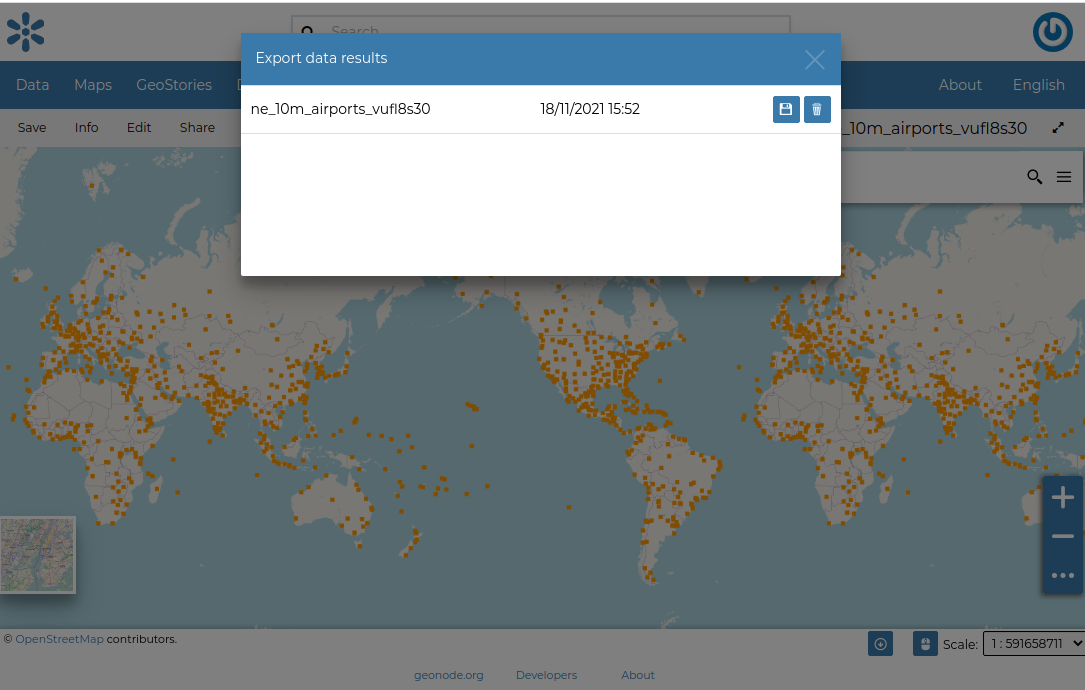 Search
Export data results
Data Maps GeoStories
About English
ne_10m_airports_vufl8s30 18/11/2021 15:52
Save Info Edit Share
_10m_airports_vufl8s30
© OpenStreetMap contributors.
Scale: 1 : 591658711
geonode.org Developers About